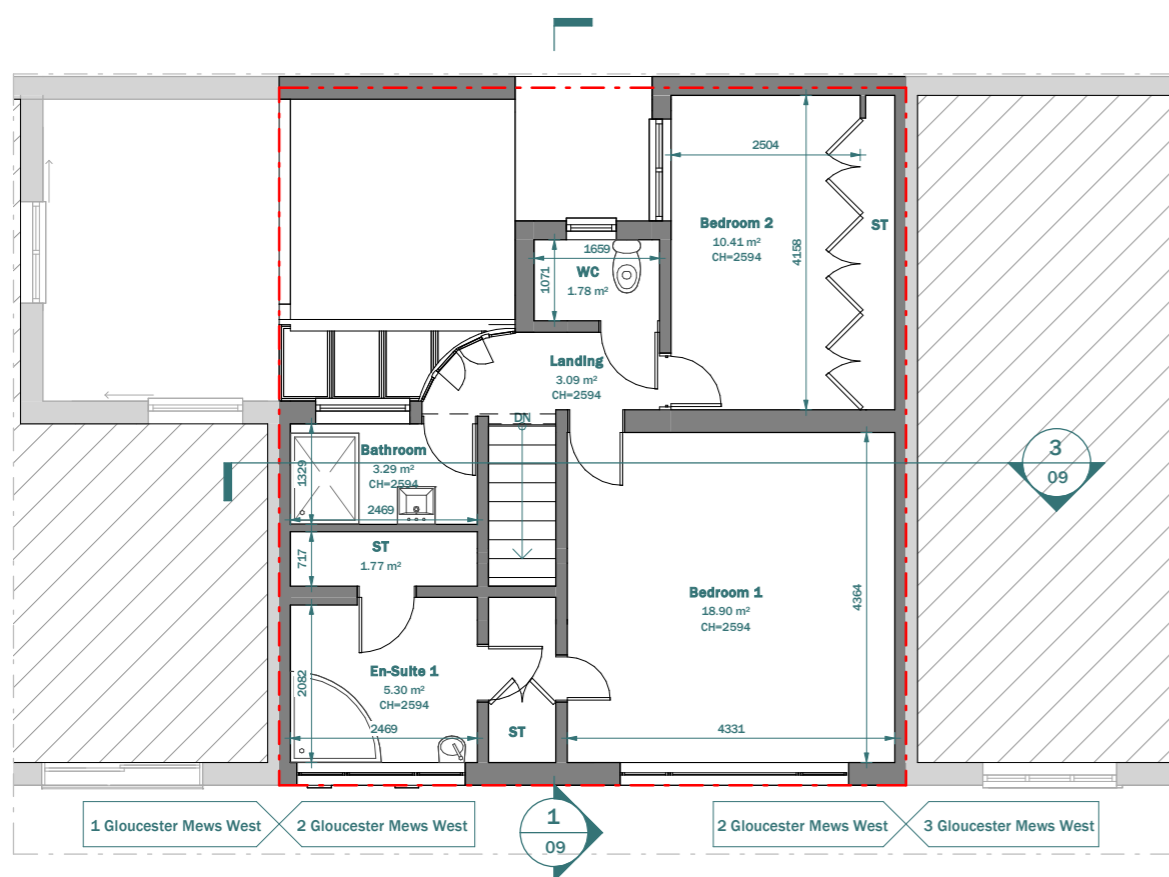 2504
Bedroom 2
10.41 m²
CH=2594
ST
4158
1659
WC
1.78 m²
1071
Landing
3.09 m²
CH=2594
DN
Bathroom
3.29 m²
CH=2594
1329
2469
3
09
ST
1.77 m²
717
Bedroom 1
18.90 m²
CH=2594
4364
En-Suite 1
5.30 m²
CH=2594
2082
2469
ST
4331
1 Gloucester Mews West
2 Gloucester Mews West
1
09
2 Gloucester Mews West
3 Gloucester Mews West